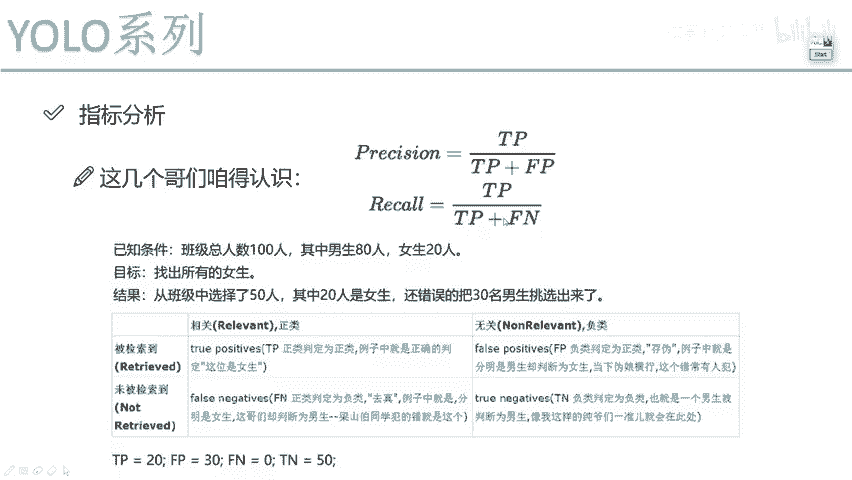 YOLO系列
bilibili
Start
指标分析
这几个哥们咱得认识：
Precision = TP / TP + FP
Recall = TP / TP + FN
已知条件：班级总人数100人，其中男生80人，女生20人。
目标：找出所有的女生。
结果：从班级中选择了50人，其中20人是女生，还错误的把30名男生挑选出来了。
相关(Relevant),正类
无关(NonRelevant),负类
被检索到
(Retrieved)
true positives(TP 正类判定为正类,例子中就是正确的判
定"这位是女生")
false positives(FP 负类判定为正类,"存伪",例子中就是
分明是男生却判断为女生,当下伪娘横行,这个错常有人犯)
未被检索到
(Not
Retrieved)
false negatives(FN 正类判定为负类,"去真",例子中就是,分
明是女生,这哥们却判断为男生--梁山伯同学犯的错就是这个)
true negatives(TN 负类判定为负类,也就是一个男生被
判断为男生,像我这样的纯爷们一准儿就会在此处)
TP = 20; FP = 30; FN = 0; TN = 50;